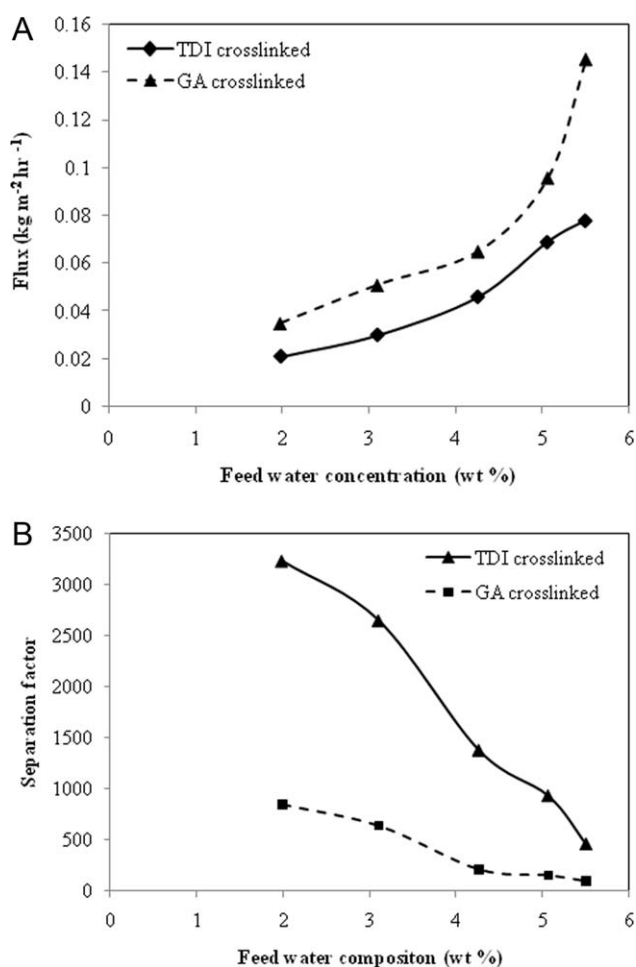 A
0.16
0.14
0.12
0.1
0.08
0.06
0.04
0.02
0
Flux (kg m-2 hr -1)
TDI crosslinked
GA crosslinked
0 1 2 3 4 5 6
Feed water concentration (wt %)
B
3500
3000
2500
2000
1500
1000
500
0
Separation factor
TDI crosslinked
GA crosslinked
0 1 2 3 4 5 6
Feed water compositon (wt %)